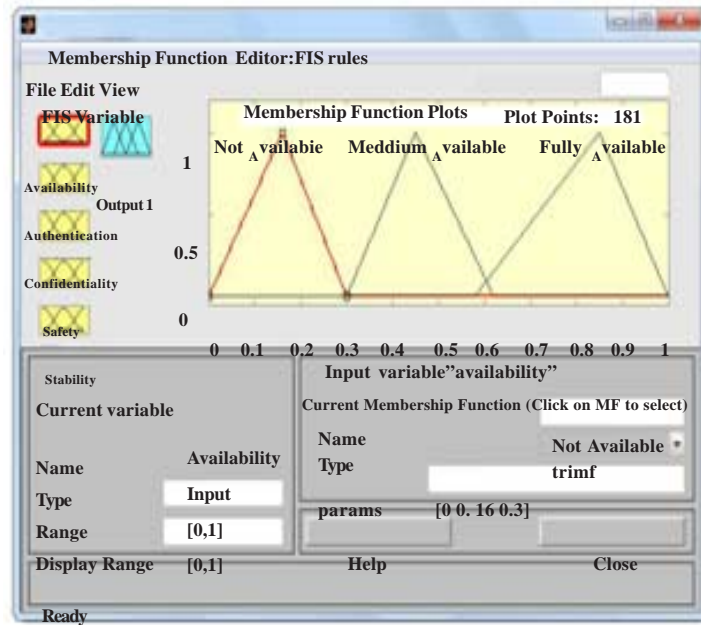 Membership Function Editor:FIS rules
File Edit View
FIS Variable
Membership Function Plots
Plot Points: 181
Not Availabie
Meddium Available
Fully Available
1
0.5
0
Availability
Output 1
Authentication
Confidentiality
Safety
0 0.1 0.2 0.3 0.4 0.5 0.6 0.7 0.8 0.9 1
Stability
Current variable
Name Availability
Type Input
Range [0,1]
Display Range [0,1]
Input variable"availability"
Current Membership Function (Click on MF to select)
Name Not Available
Type trimf
params [0 0. 16 0.3]
Help Close
Ready